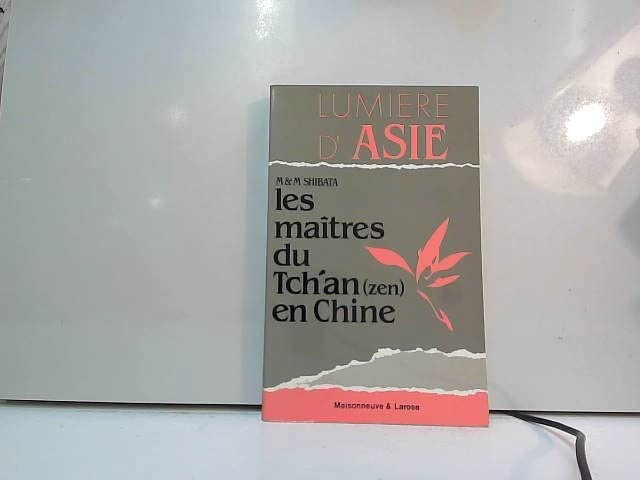 LUMIERE
D'ASIE
M & M SHIBATA
les
maîtres
du
Tch'an (zen)
en Chine
Maisonneuve & Larose